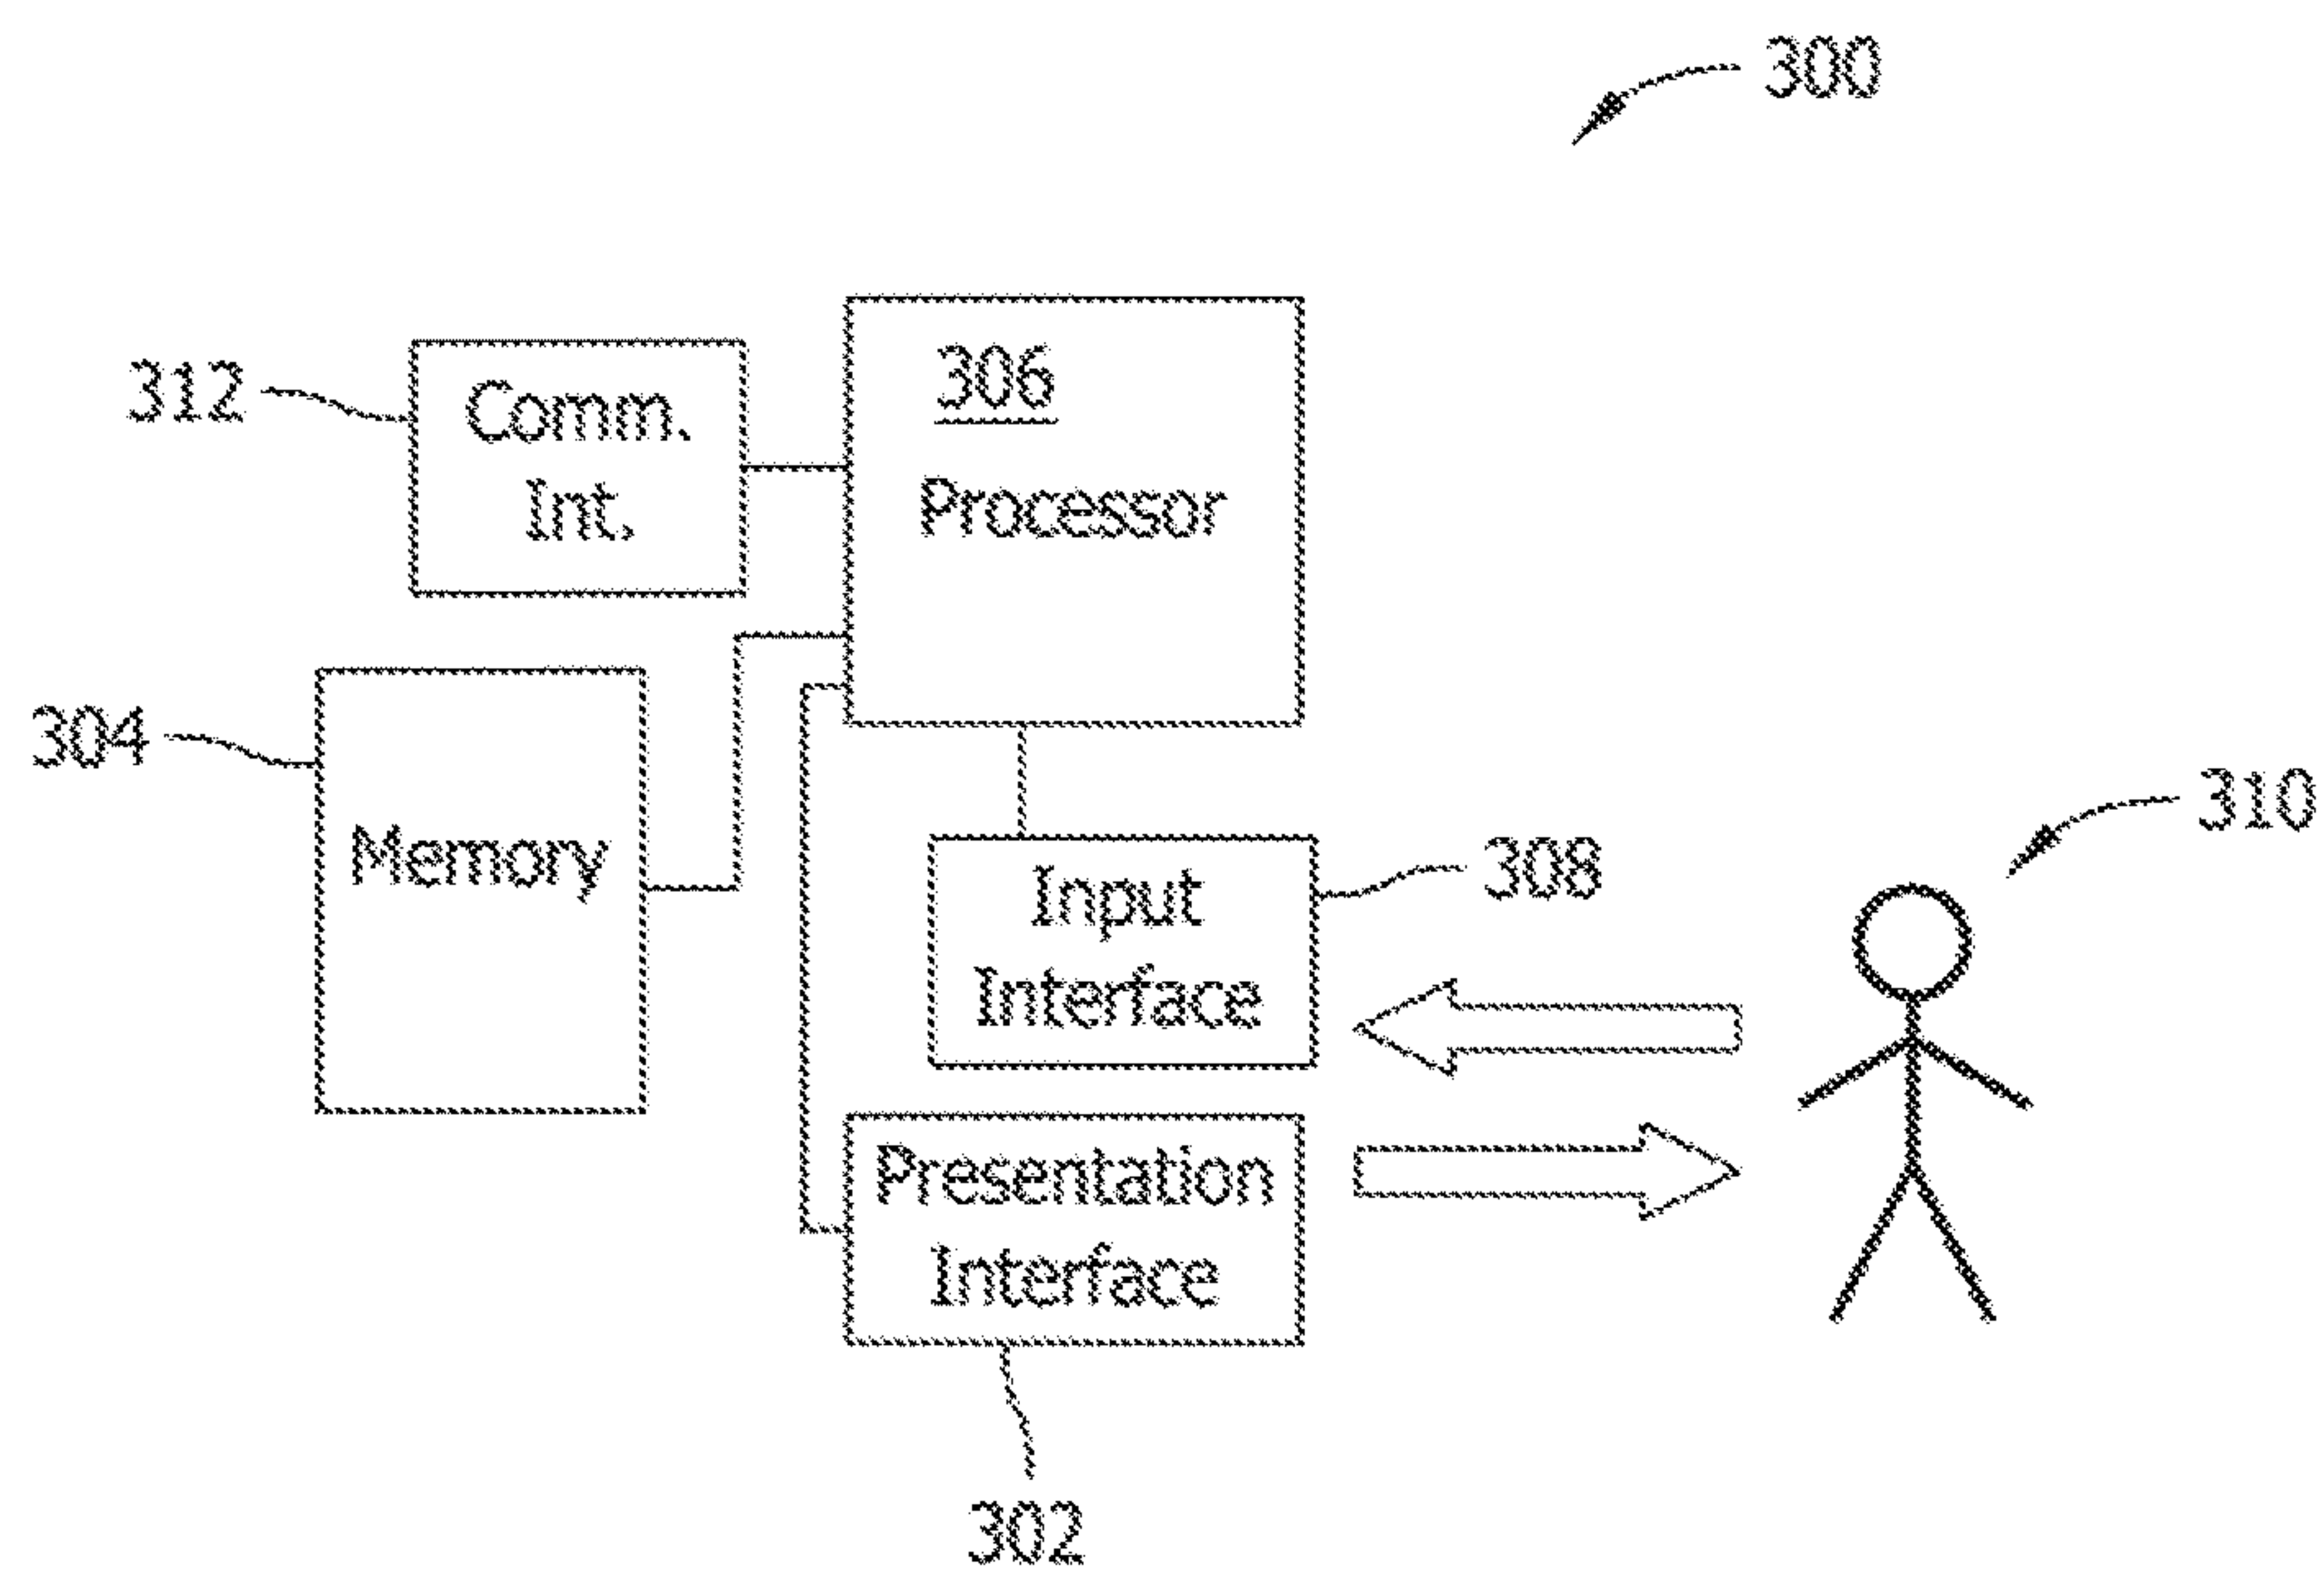 300
306
312
Comm.
Int.
Processor
304
Memory
310
308
Input
Interface
Presentation
Interface
302